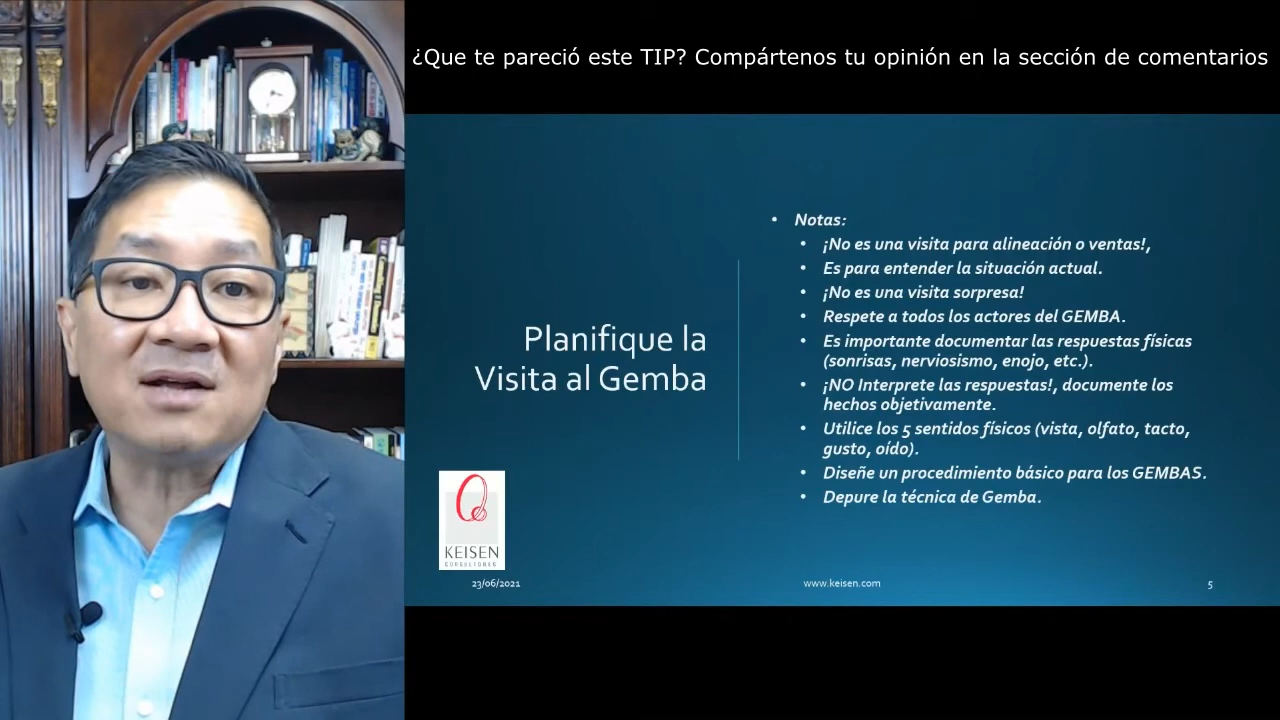 ¿Que te pareció este TIP? Compártenos tu opinión en la sección de comentarios
Planifique la
Visita al Gemba
• Notas:
• ¡No es una visita para alineación o ventas!,
• Es para entender la situación actual.
• ¡No es una visita sorpresa!
• Respete a todos los actores del GEMBA.
• Es importante documentar las respuestas físicas
(sonrisas, nerviosismo, enojo, etc.).
• ¡NO Interprete las respuestas!, documente los
hechos objetivamente.
• Utilice los 5 sentidos físicos (vista, olfato, tacto,
gusto, oído).
• Diseñe un procedimiento básico para los GEMBAS.
• Depure la técnica de Gemba.
KEISEN
CONSULTORES
23/06/2021
www.keisen.com
5